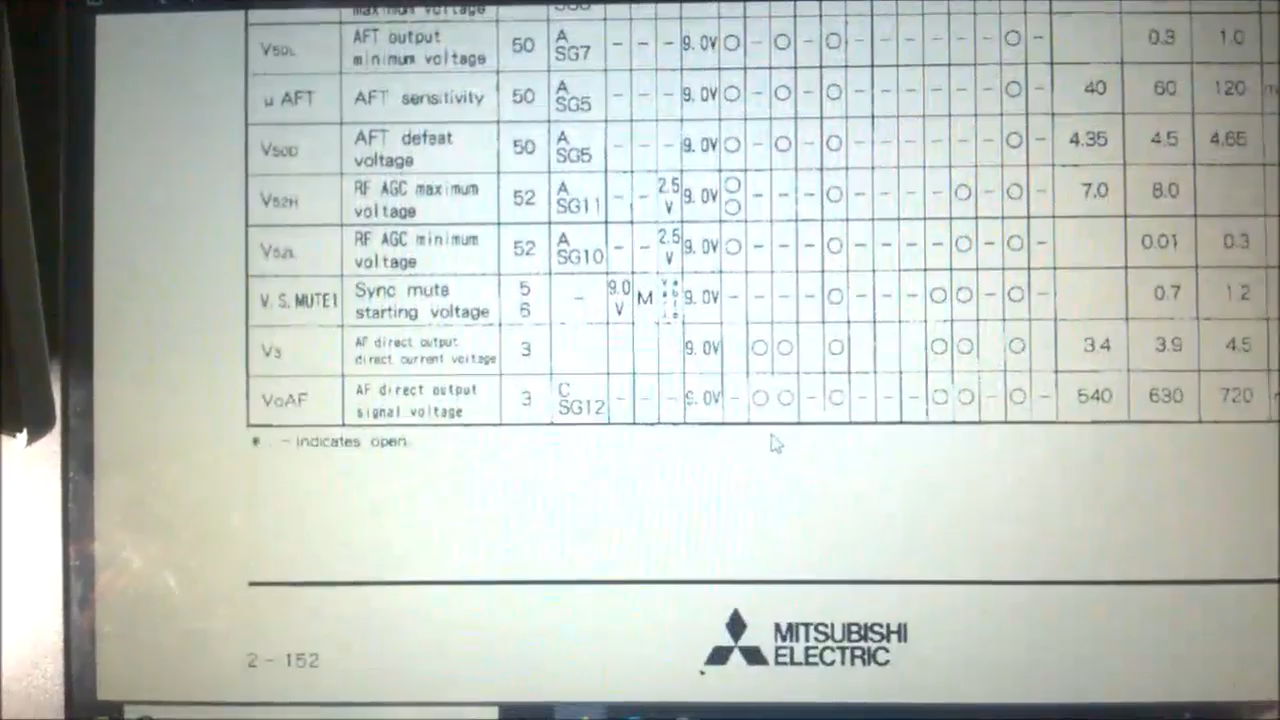 maximum voltage
V50L AFT output minimum voltage 50 A SG7 - - - 9.0V ○ - ○ - ○ - - - - - - ○ - 0.3 1.0
μ AFT AFT sensitivity 50 A SG5 - - - 9.0V ○ - ○ - ○ - - - - - - ○ - 40 60 120
V50D AFT defeat voltage 50 A SG5 - - - 9.0V ○ - ○ - ○ - - - - - - ○ - 4.35 4.5 4.65
V52H RF AGC maximum voltage 52 A SG11 - - 2.5 V 9.0V ○ ○ - - - ○ - - - - ○ - ○ - 7.0 8.0
V52L RF AGC minimum voltage 52 A SG10 - - 2.5 V 9.0V ○ - - - ○ - - - - ○ - ○ - 0.01 0.3
V.S.MUTE1 Sync mute starting voltage 5 6 - 9.0 V M 9.0V - - - - ○ - - - ○ ○ - ○ - 0.7 1.2
V3 AF direct output direct current voltage 3 9.0V ○ ○ ○ ○ ○ ○ 3.4 3.9 4.5
VoAF AF direct output signal voltage 3 C SG12 - - - 9.0V - ○ ○ - ○ - - - ○ ○ - ○ - 540 630 720
* . - Indicates open
2 - 152
MITSUBISHI
ELECTRIC